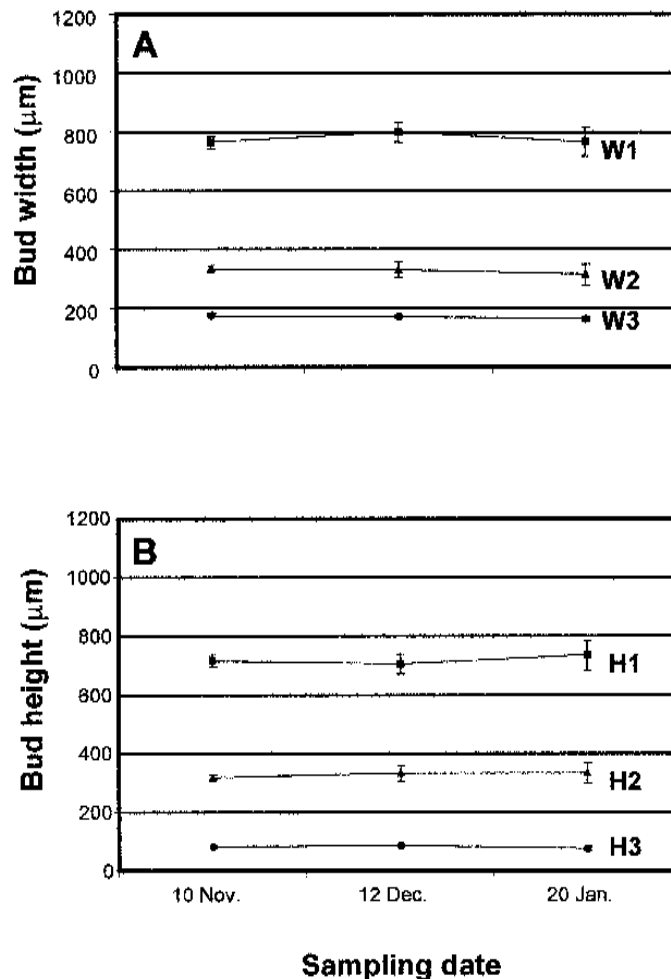 A
Bud width (μm)
1200
1000
800
600
400
200
0
W1
W2
W3
B
Bud height (μm)
1200
1000
800
600
400
200
0
H1
H2
H3
10 Nov. 12 Dec. 20 Jan.
Sampling date